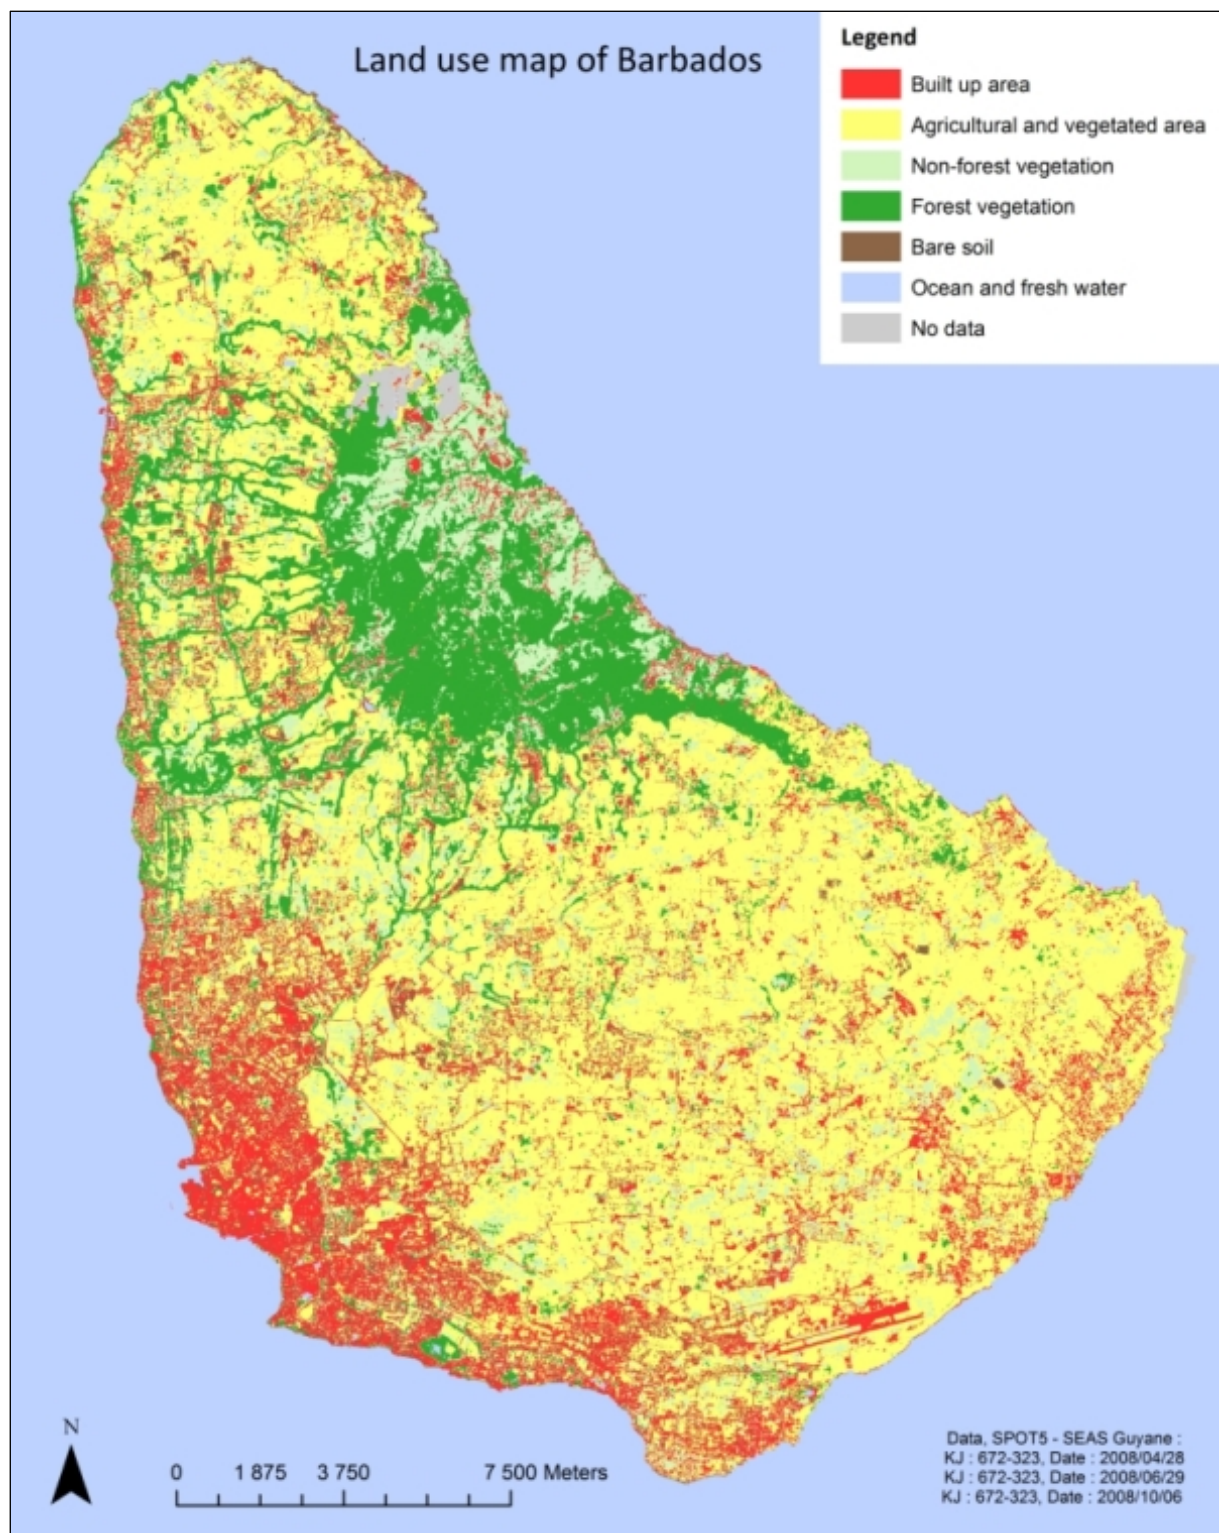 Land use map of Barbados
Legend
Built up area
Agricultural and vegetated area
Non-forest vegetation
Forest vegetation
Bare soil
Ocean and fresh water
No data
N
0 1 875 3 750 7 500 Meters
Data, SPOT5 - SEAS Guyane :
KJ : 672-323, Date : 2008/04/28
KJ : 672-323, Date : 2008/06/29
KJ : 672-323, Date : 2008/10/06